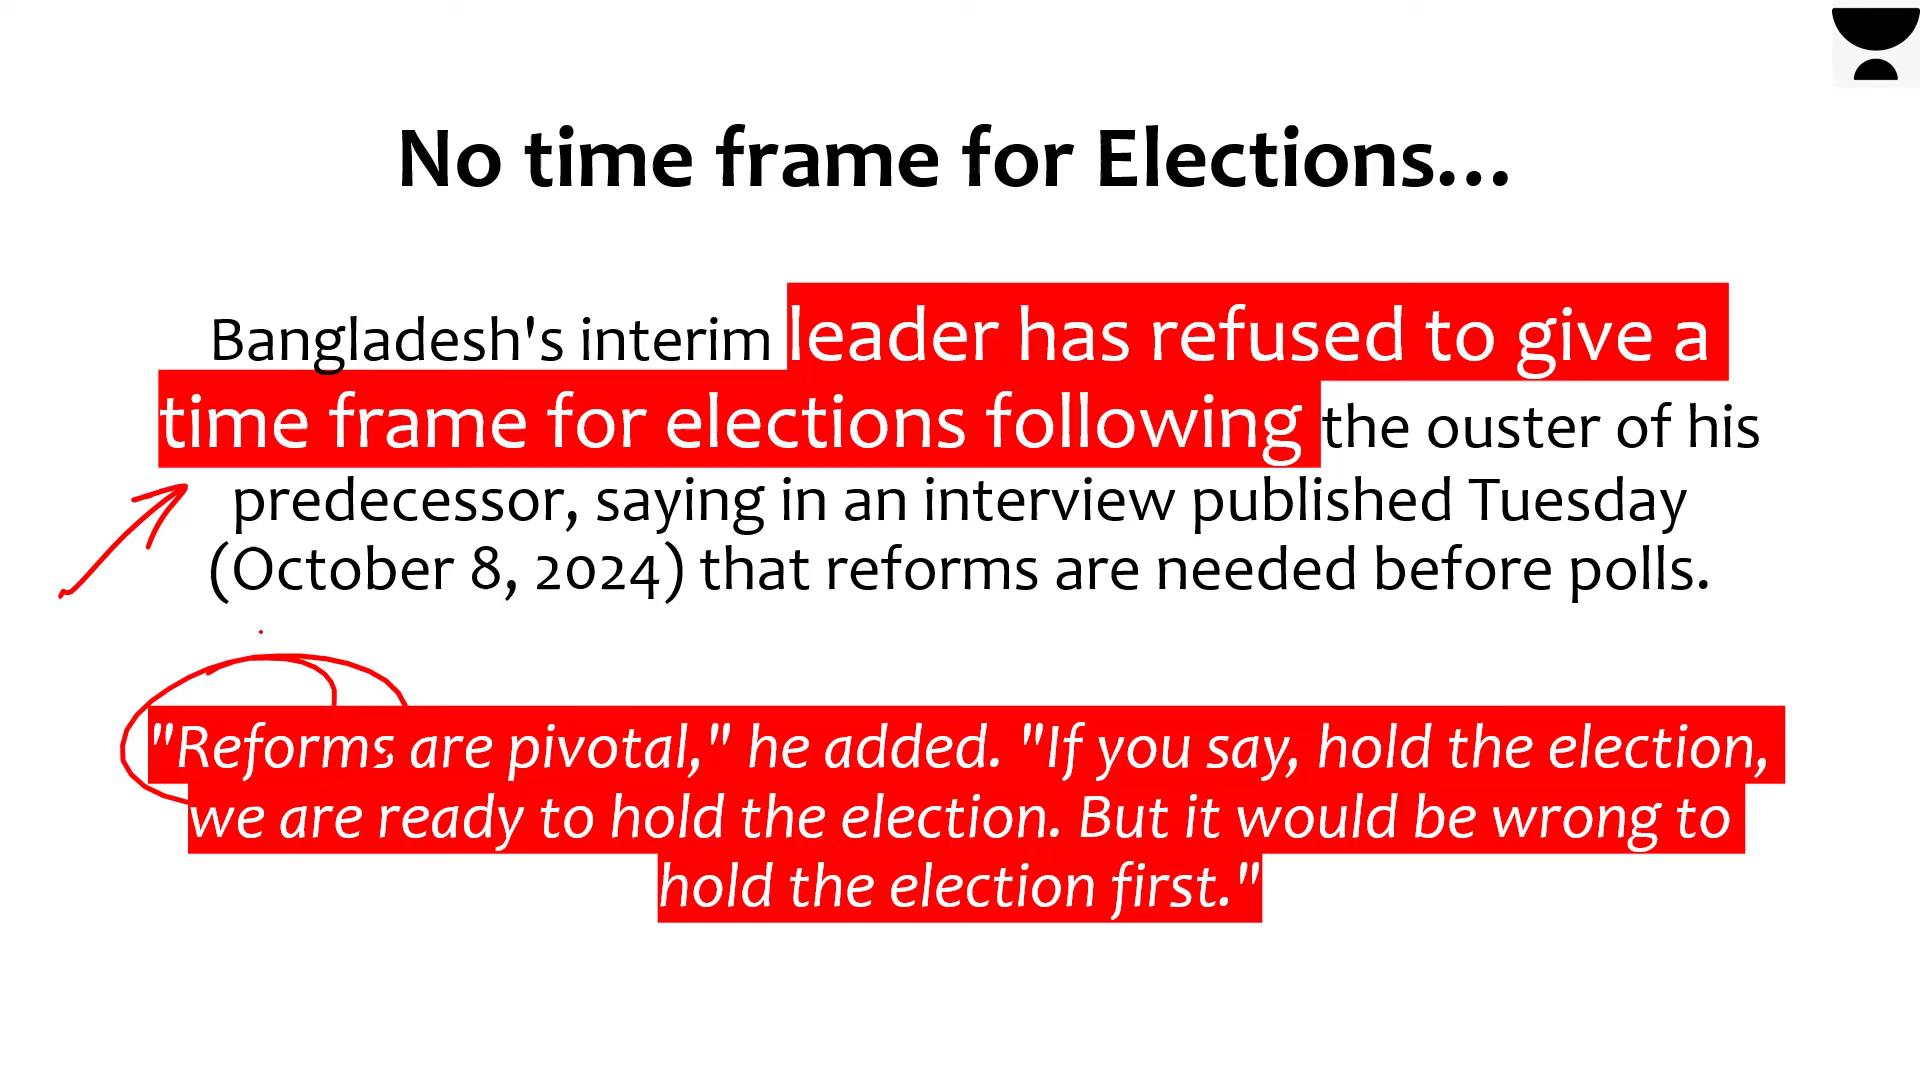 No time frame for Elections...
Bangladesh's interim leader has refused to give a
time frame for elections following the ouster of his
predecessor, saying in an interview published Tuesday
(October 8, 2024) that reforms are needed before polls.
"Reforms are pivotal," he added. "If you say, hold the election,
we are ready to hold the election. But it would be wrong to
hold the election first."